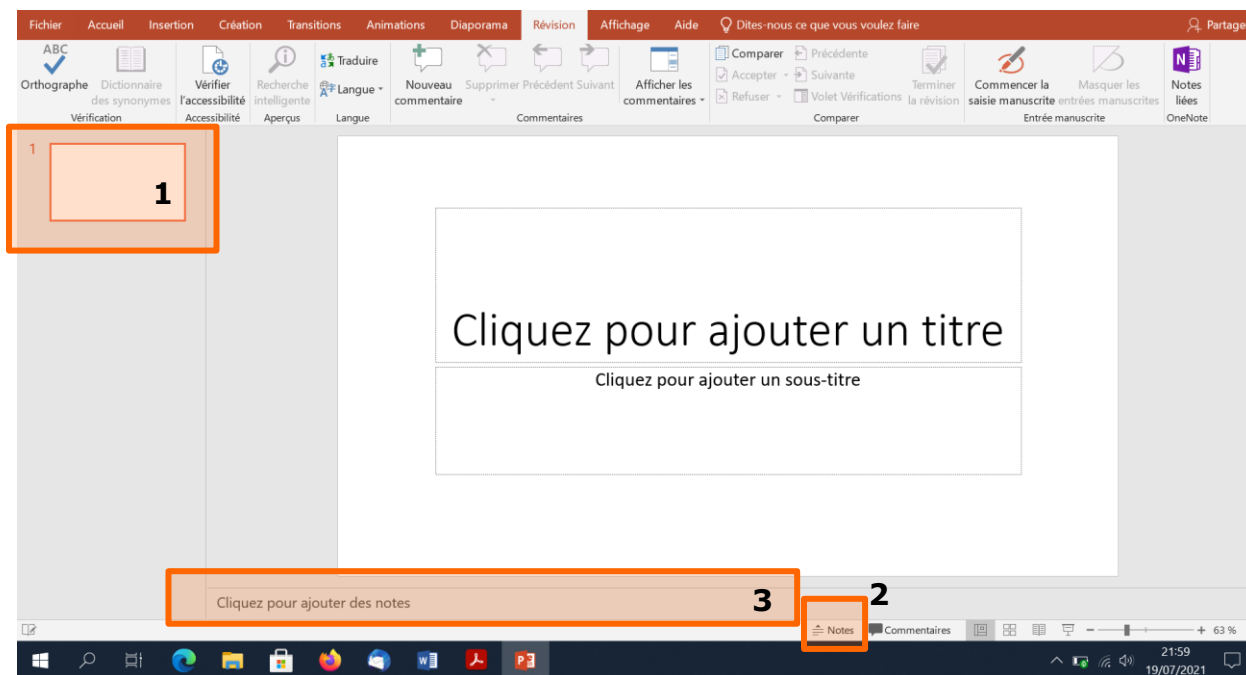 Fichier Accueil Insertion Création Transitions Animations Diaporama Révision Affichage Aide Dites-nous ce que vous voulez faire Partage
ABC
Orthographe
Dictionnaire
des synonymes
Vérification
Vérifier
l'accessibilité
Accessibilité
Recherche
intelligente
Aperçus
Traduire
Langue
Langue
Nouveau
commentaire
Supprimer
Précédent
Suivant
Afficher les
commentaires
Commentaires
Comparer
Accepter
Refuser
Précédente
Suivante
Volet Vérifications
Terminer
la révision
Comparer
Commencer la
saisie manuscrite
Masquer les
entrées manuscrites
Entrée manuscrite
N
Notes
liées
OneNote
1
1
Cliquez pour ajouter un titre
Cliquez pour ajouter un sous-titre
Cliquez pour ajouter des notes
3
2
Notes Commentaires 63 %
21:59
19/07/2021